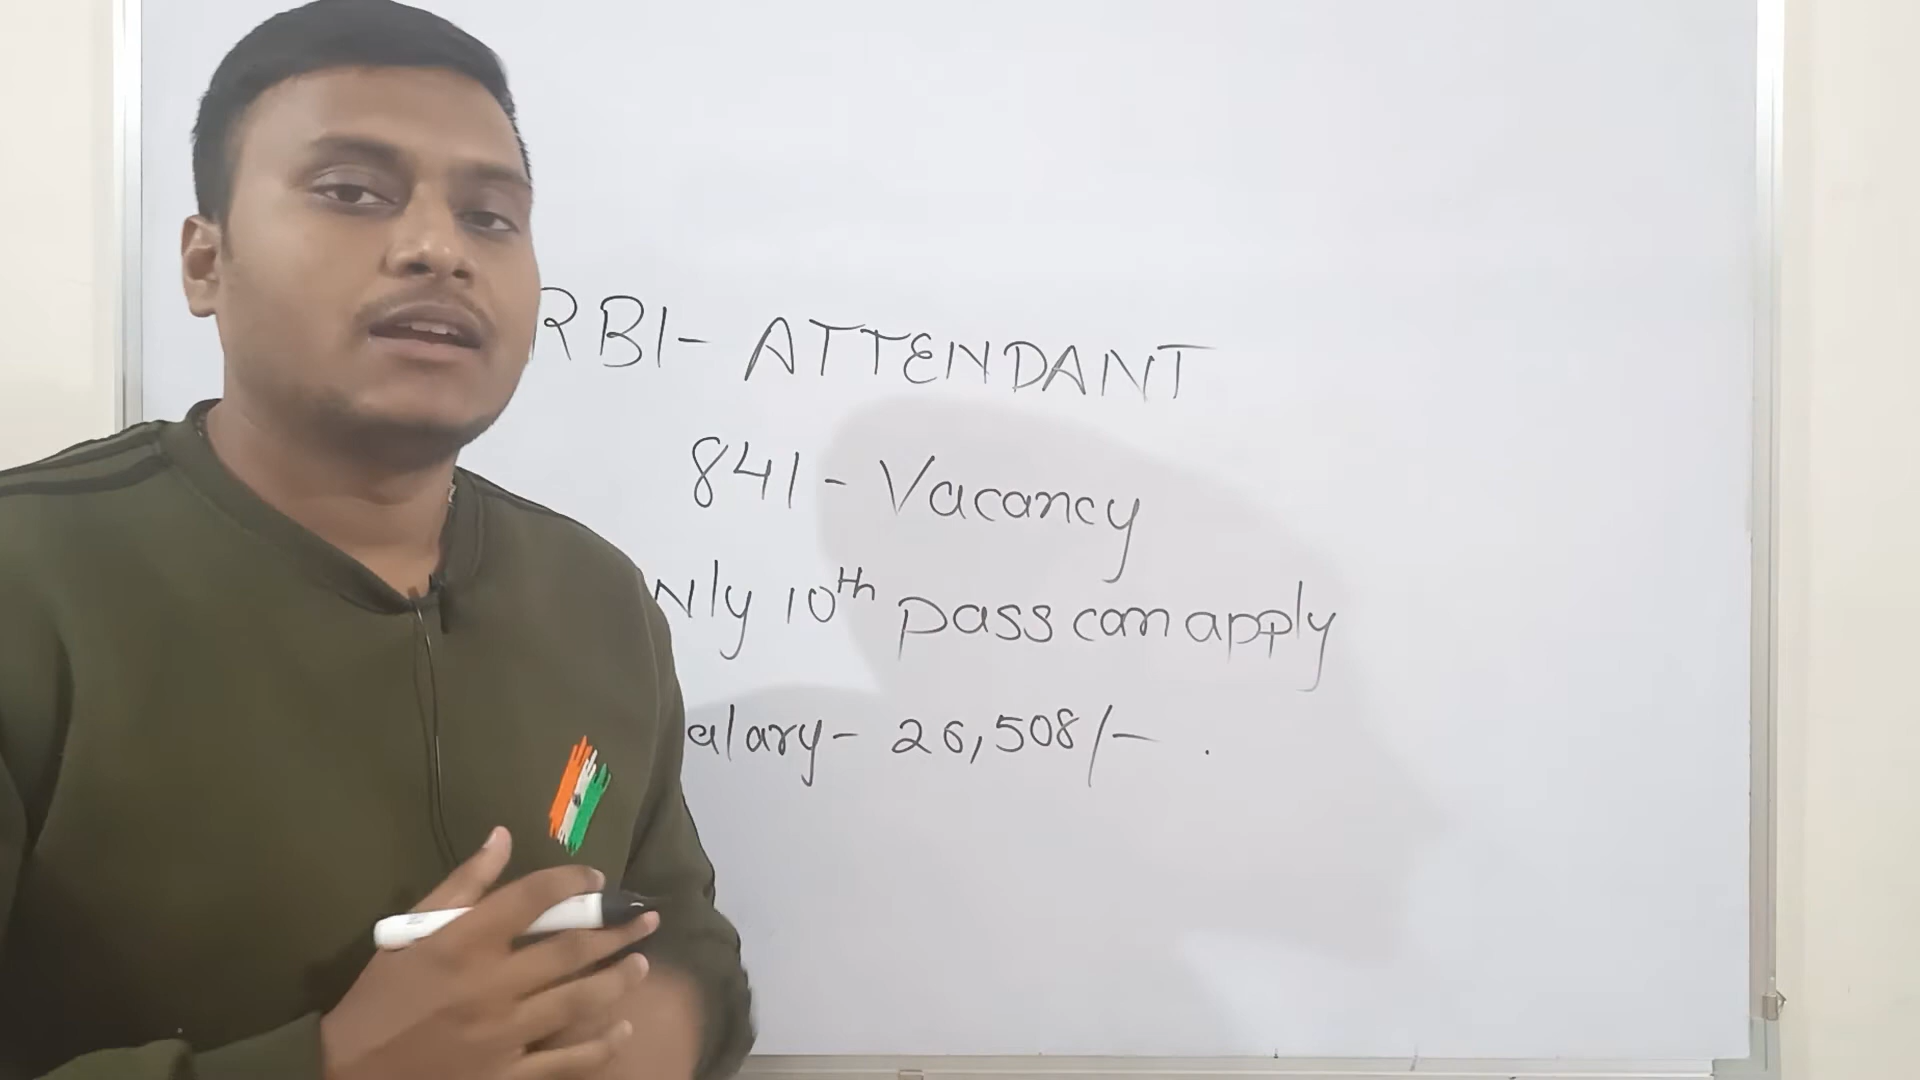 RBI- ATTENDANT
841- Vacancy
nly 10th pass can apply
alary- 26,508/- .